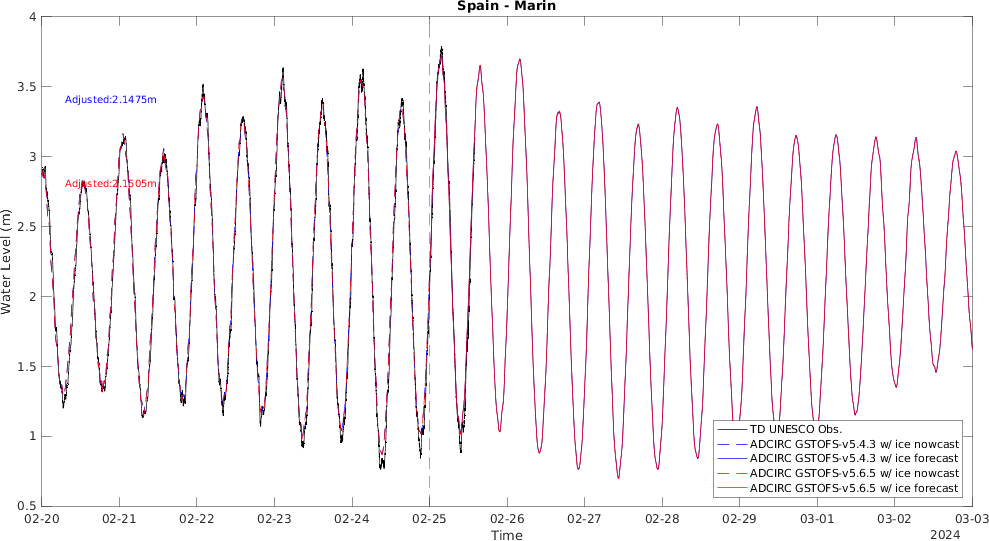 Spain - Marin
4
3.5
3
2.5
2
1.5
1
0.5
Water Level (m)
Adjusted:2.1475m
Adjusted:2.1505m
TD UNESCO Obs.
ADCIRC GSTOFS-v5.4.3 w/ ice nowcast
ADCIRC GSTOFS-v5.4.3 w/ ice forecast
ADCIRC GSTOFS-v5.6.5 w/ ice nowcast
ADCIRC GSTOFS-v5.6.5 w/ ice forecast
02-20 02-21 02-22 02-23 02-24 02-25 02-26 02-27 02-28 02-29 03-01 03-02 03-03
Time
2024